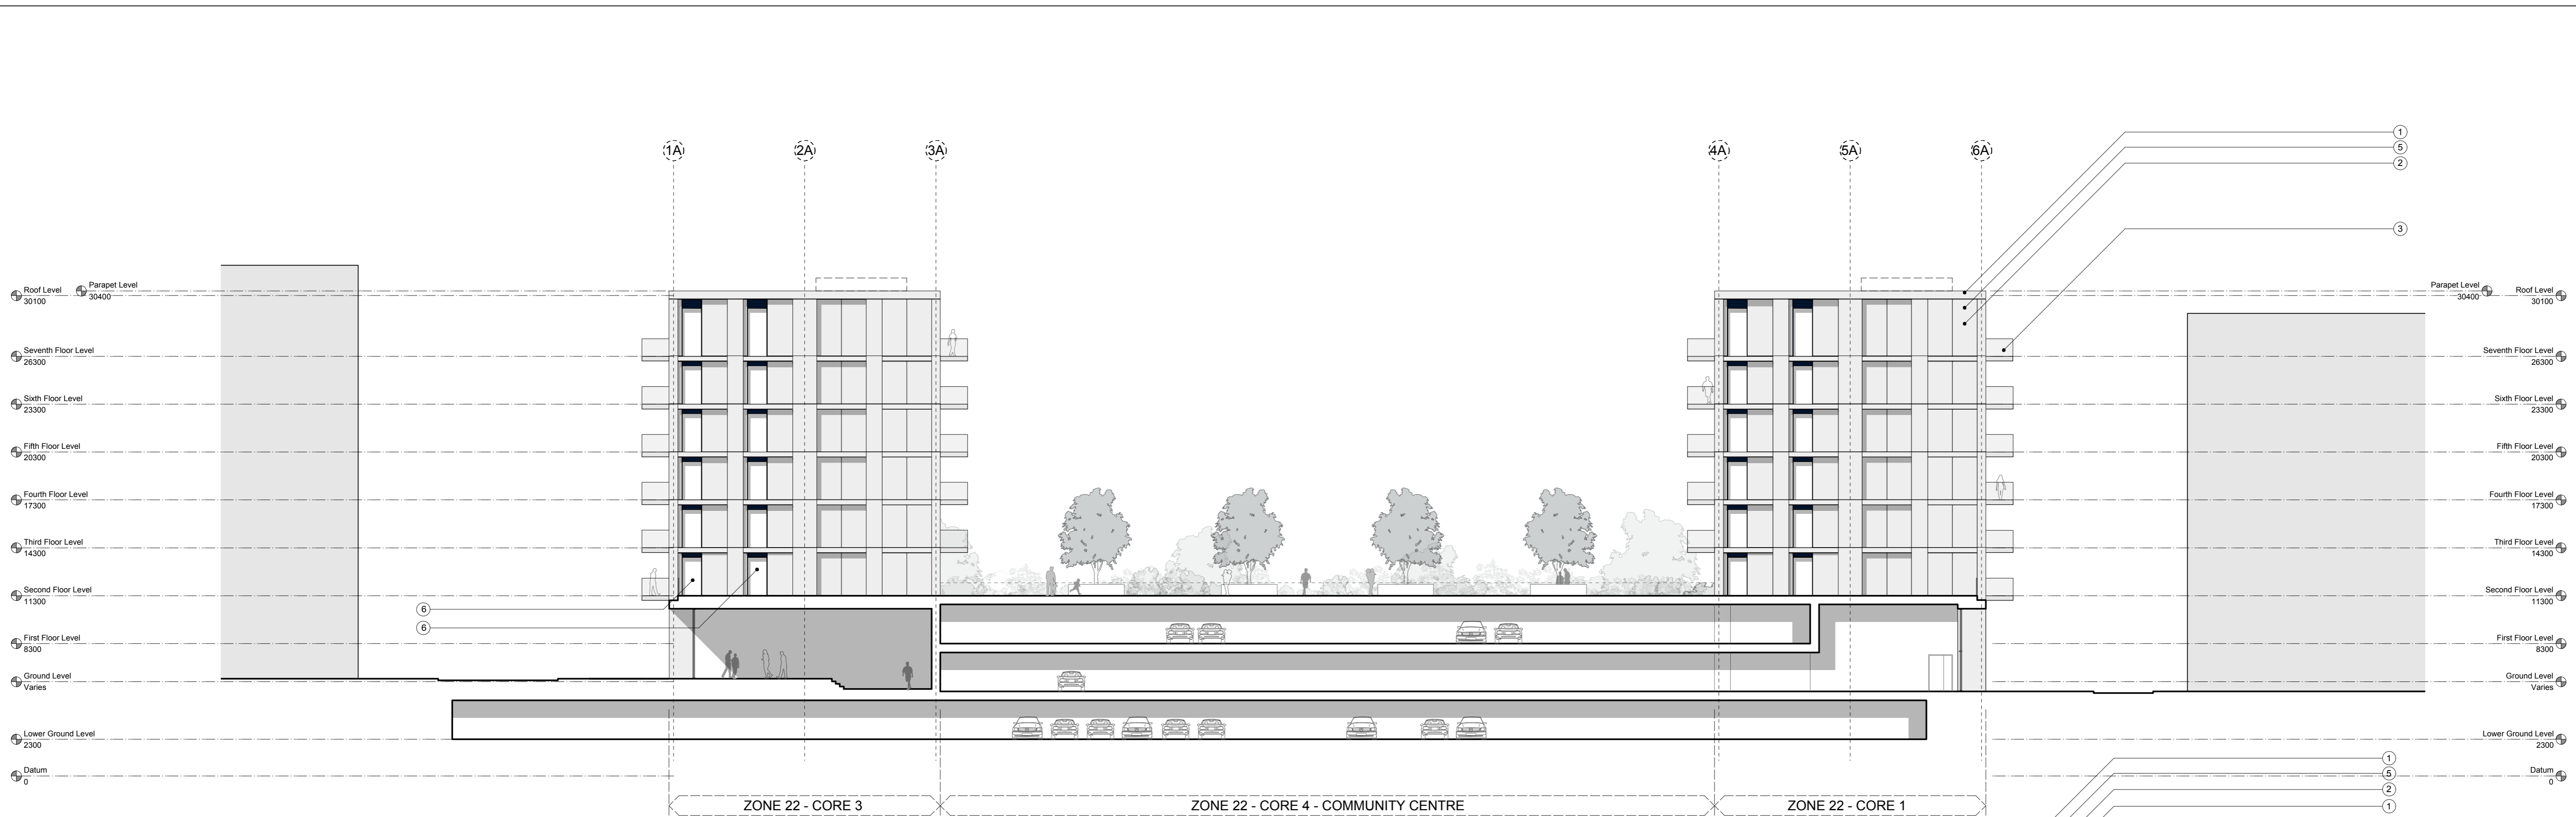 1A 2A 3A 4A 5A 6A
1
5
2
3
Roof Level
30100
Parapet Level
30400
Seventh Floor Level
26300
Sixth Floor Level
23300
Fifth Floor Level
20300
Fourth Floor Level
17300
Third Floor Level
14300
Second Floor Level
11300
First Floor Level
8300
Ground Level
Varies
Lower Ground Level
2300
Datum
0
6
6
Parapet Level
30400
Roof Level
30100
Seventh Floor Level
26300
Sixth Floor Level
23300
Fifth Floor Level
20300
Fourth Floor Level
17300
Third Floor Level
14300
Second Floor Level
11300
First Floor Level
8300
Ground Level
Varies
Lower Ground Level
2300
Datum
0
1
5
2
1
ZONE 22 - CORE 3
ZONE 22 - CORE 4 - COMMUNITY CENTRE
ZONE 22 - CORE 1